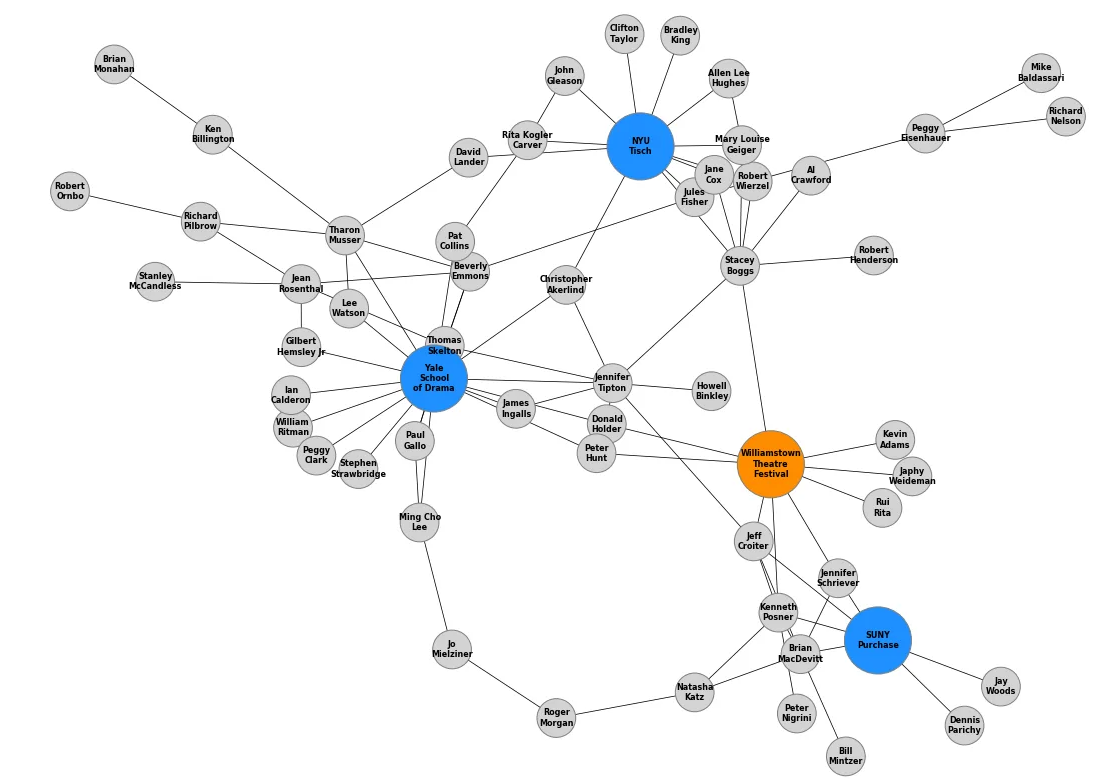 Clifton
Taylor
Bradley
King
Brian
Monahan
John
Gleason
Allen Lee
Hughes
Mike
Baldassari
Richard
Nelson
Ken
Billington
Rita Kogler
Carver
NYU
Tisch
Mary Louise
Geiger
Peggy
Eisenhauer
David
Lander
Jane
Cox
Robert
Wierzel
Al
Crawford
Robert
Ornbo
Jules
Fisher
Richard
Pilbrow
Tharon
Musser
Pat
Collins
Robert
Henderson
Stacey
Boggs
Beverly
Emmons
Stanley
McCandless
Jean
Rosenthal
Christopher
Akerlind
Lee
Watson
Gilbert
Hemsley Jr
Thomas
Skelton
Yale
School
of Drama
Jennifer
Tipton
Howell
Binkley
Ian
Calderon
James
Ingalls
William
Ritman
Donald
Holder
Paul
Gallo
Kevin
Adams
Peggy
Clark
Peter
Hunt
Williamstown
Theatre
Festival
Stephen
Strawbridge
Japhy
Weideman
Rui
Rita
Ming Cho
Lee
Jeff
Croiter
Jennifer
Schriever
Kenneth
Posner
SUNY
Purchase
Jo
Mielziner
Brian
MacDevitt
Natasha
Katz
Jay
Woods
Roger
Morgan
Peter
Nigrini
Dennis
Parichy
Bill
Mintzer